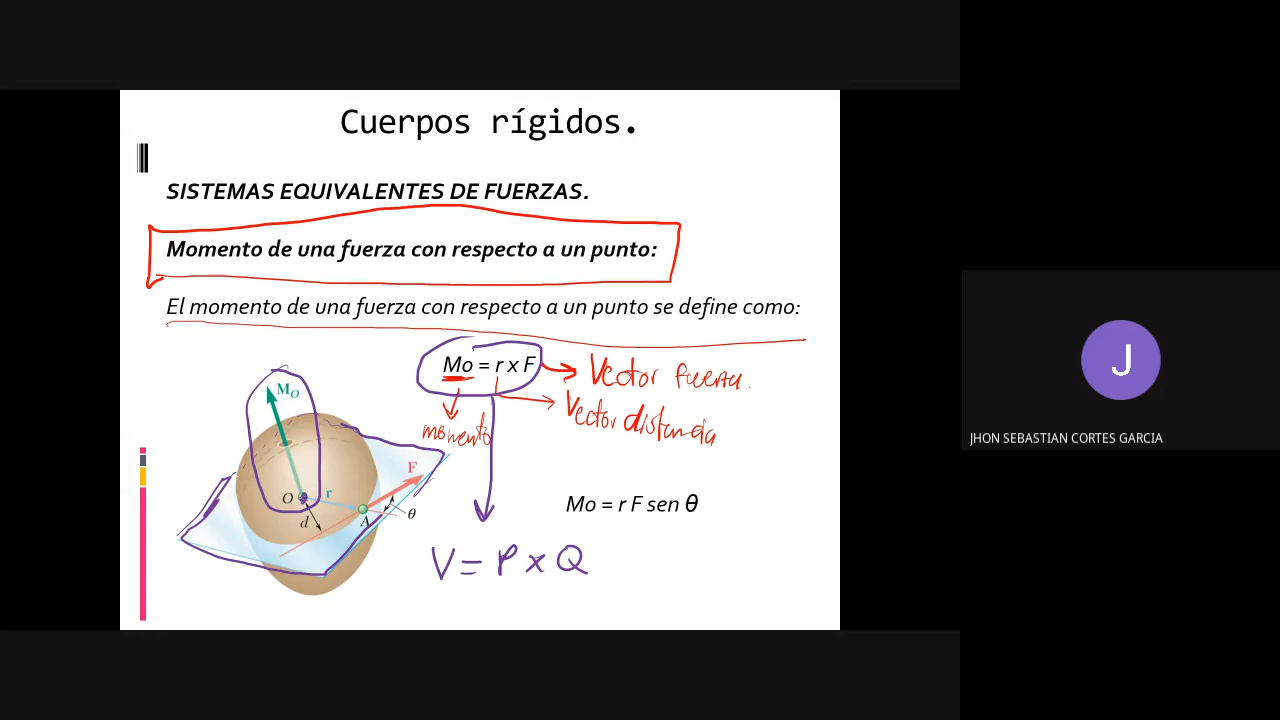 Cuerpos rígidos.
SISTEMAS EQUIVALENTES DE FUERZAS.
Momento de una fuerza con respecto a un punto:
El momento de una fuerza con respecto a un punto se define como:
Mo = r x F
Vector fuerza.
Vector distancia
momento
M_O
F
O
r
d
A
θ
Mo = r F sen θ
V = P x Q
J
JHON SEBASTIAN CORTES GARCIA